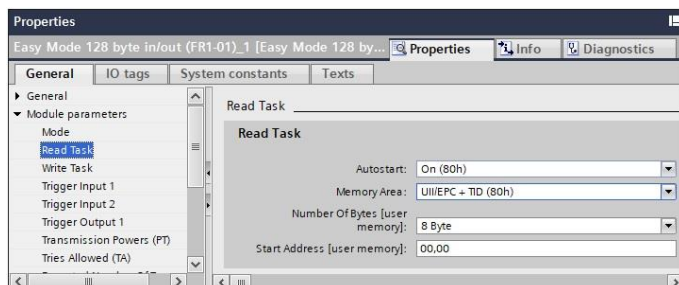 Properties
Easy Mode 128 byte in/out (FR1-01)_1 [Easy Mode 128 by...
Properties
Info
Diagnostics
General
IO tags
System constants
Texts
General
Module parameters
Mode
Read Task
Write Task
Trigger Input 1
Trigger Input 2
Trigger Output 1
Transmission Powers (PT)
Tries Allowed (TA)
Read Task
Read Task
Autostart: On (80h)
Memory Area: UII/EPC + TID (80h)
Number Of Bytes [user
memory]: 8 Byte
Start Address [user memory]: 00,00